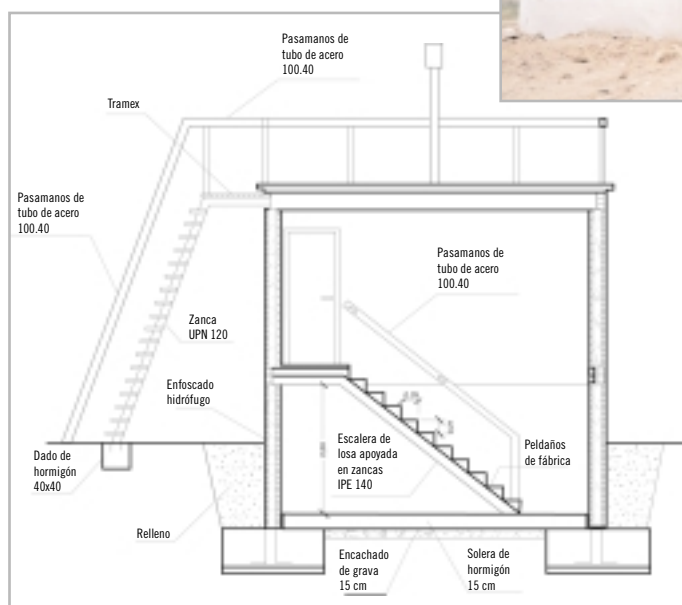 Pasamanos de
tubo de acero
100.40
Tramex
Pasamanos de
tubo de acero
100.40
Pasamanos de
tubo de acero
100.40
Zanca
UPN 120
Enfoscado
hidrófugo
Escalera de
losa apoyada
en zancas
IPE 140
Peldaños
de fábrica
Dado de
hormigón
40x40
Relleno
Encachado
de grava
15 cm
Solera de
hormigón
15 cm